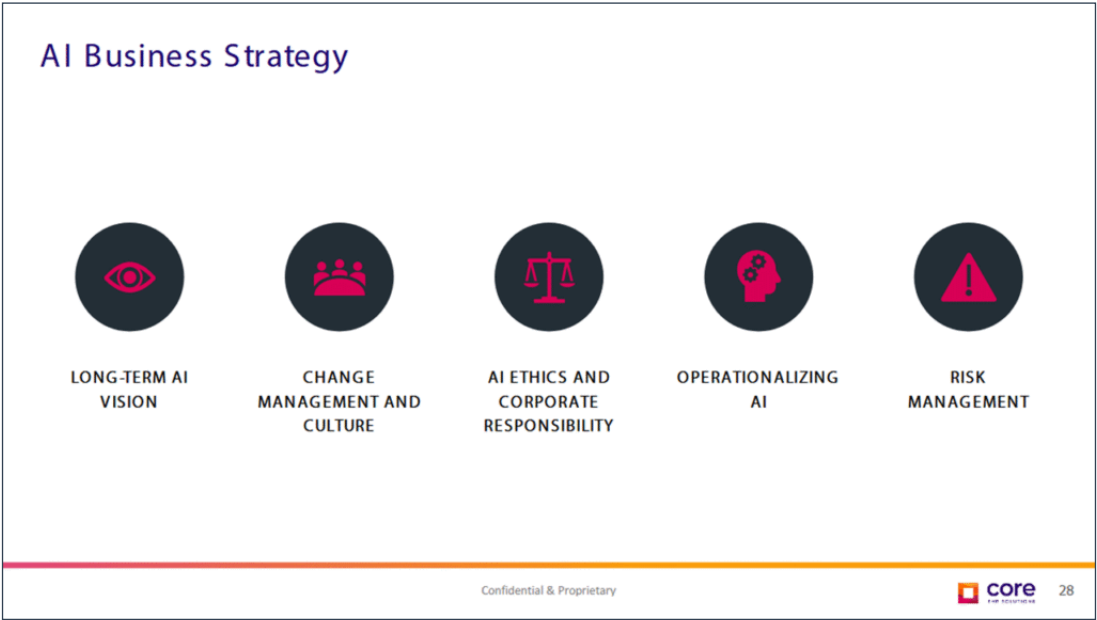 AI Business Strategy
LONG-TERM AI
VISION
CHANGE
MANAGEMENT AND
CULTURE
AI ETHICS AND
CORPORATE
RESPONSIBILITY
OPERATIONALIZING
AI
RISK
MANAGEMENT
Confidential & Proprietary
core
SOLUTIONS
28